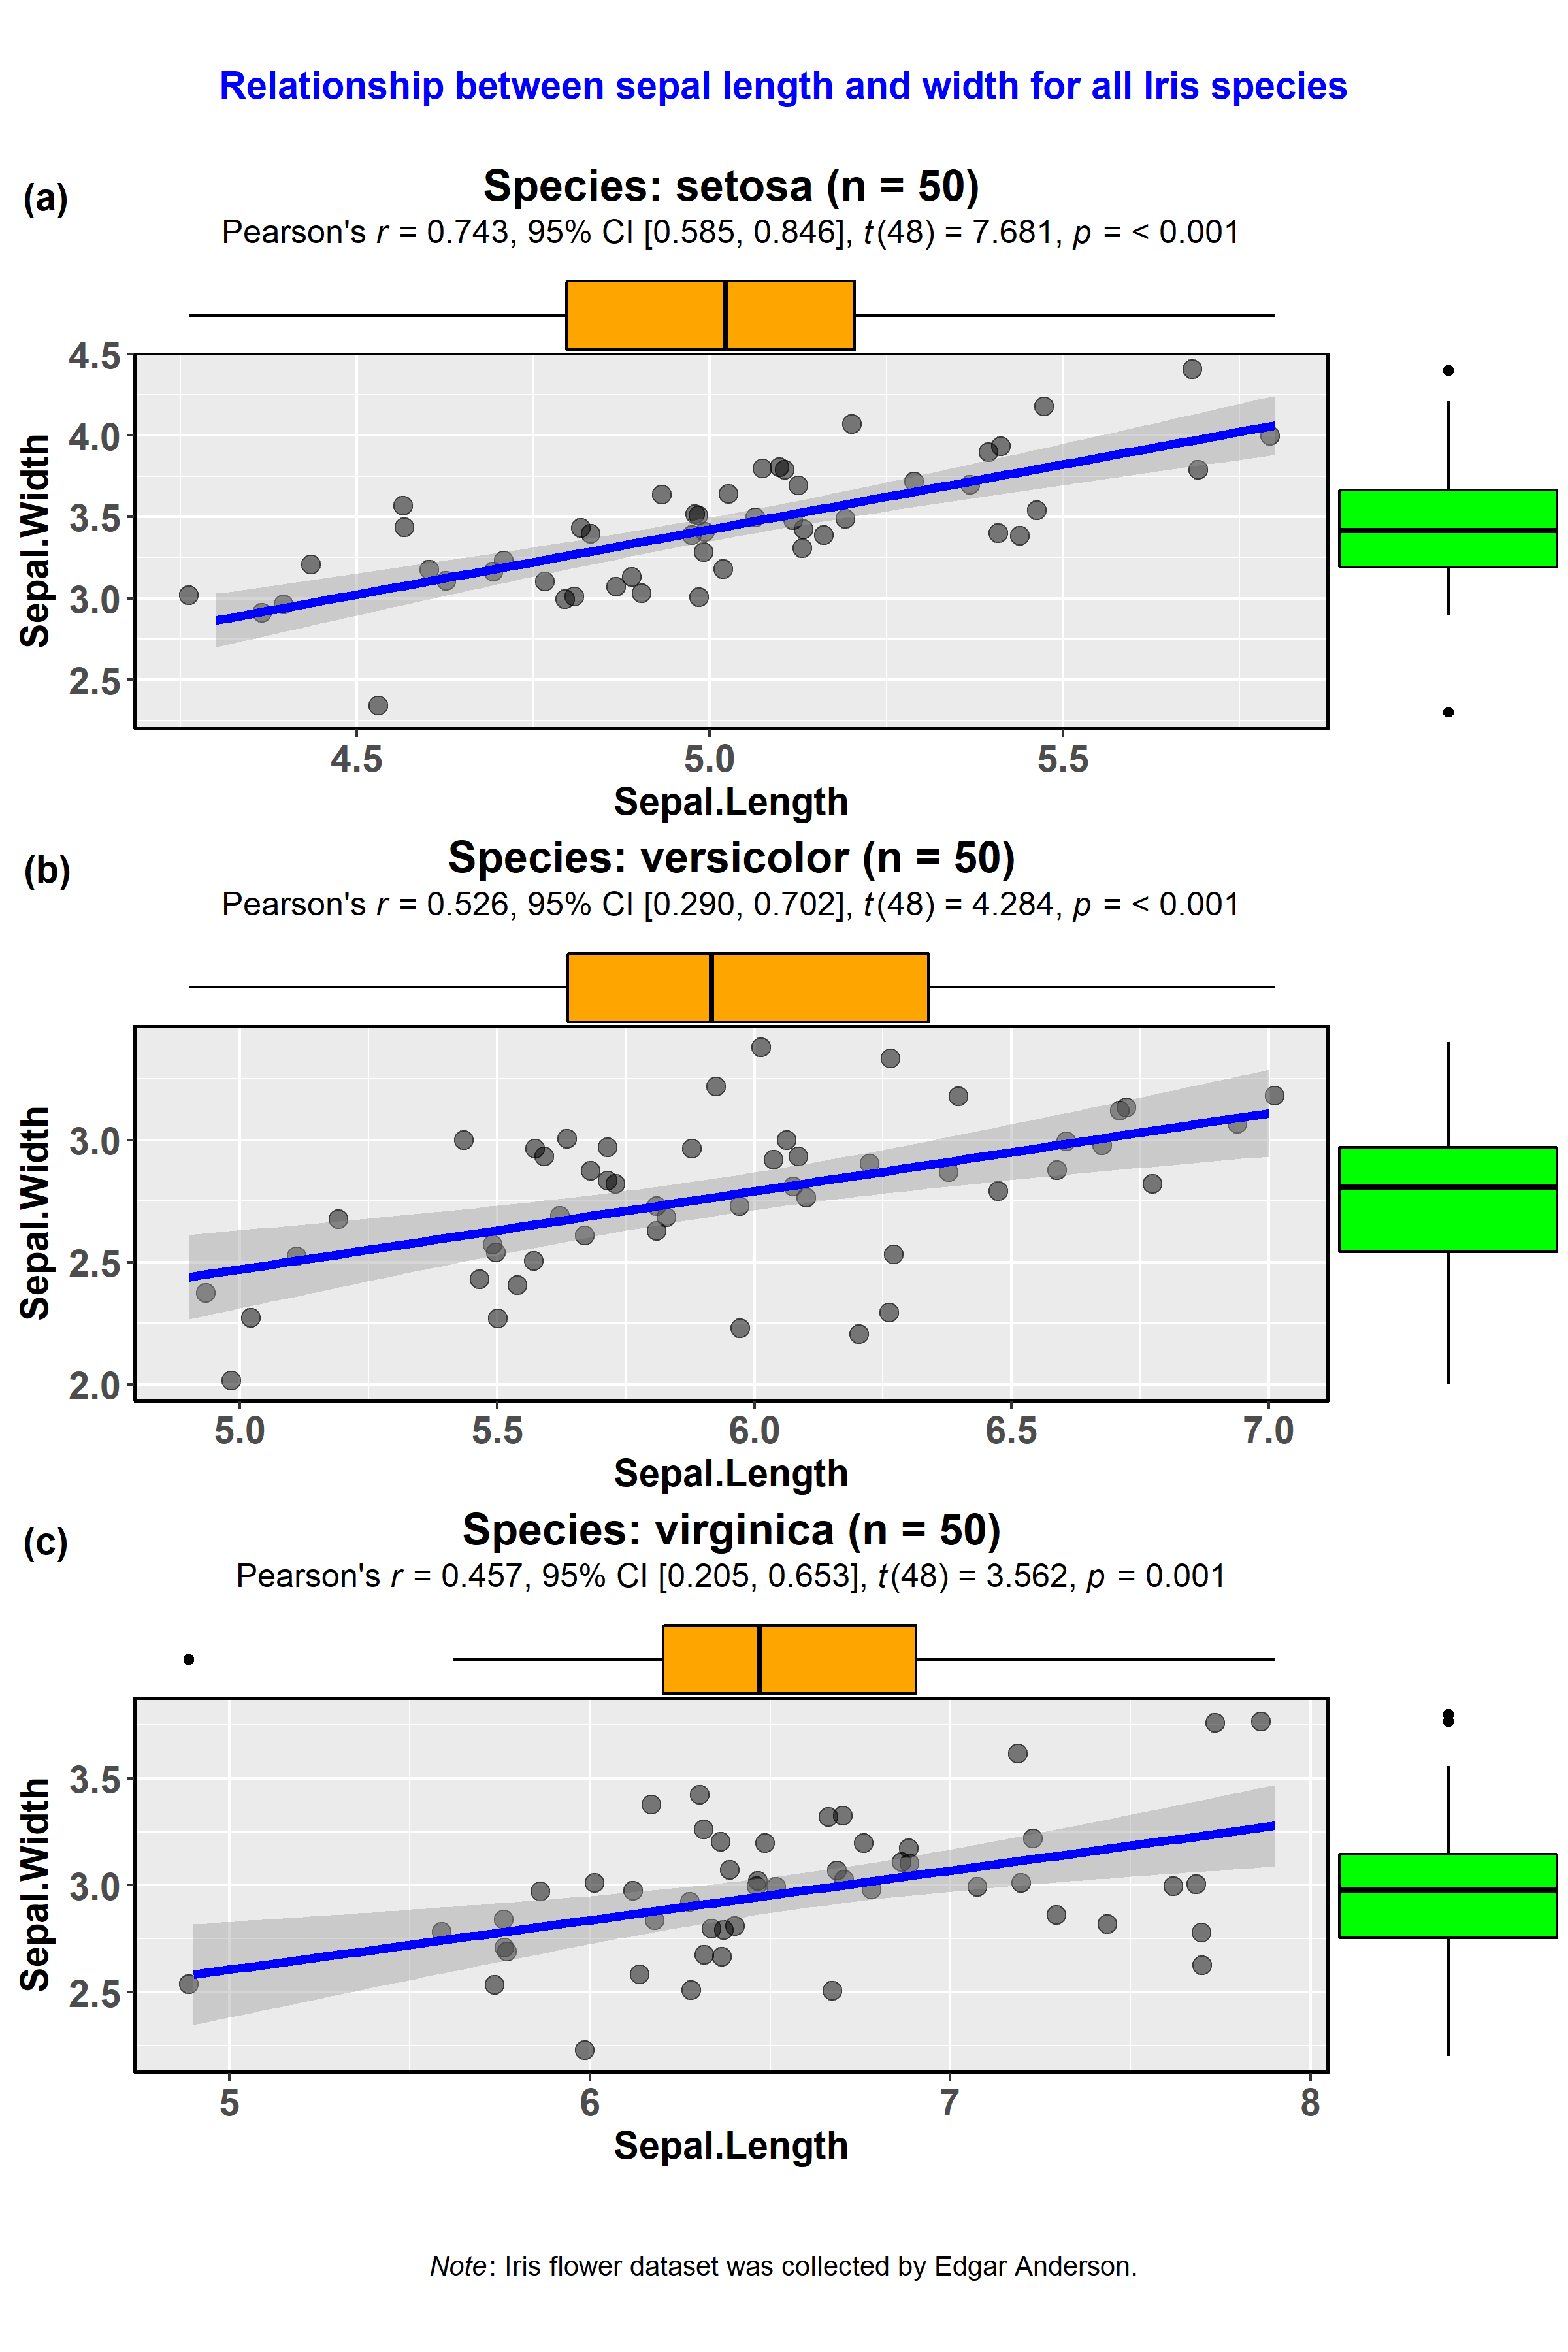 Relationship between sepal length and width for all Iris species
(a)
Species: setosa (n = 50)
Pearson's r = 0.743, 95% CI [0.585, 0.846], t(48) = 7.681, p = < 0.001
4.5
4.0
3.5
3.0
2.5
Sepal.Width
4.5 5.0 5.5
Sepal.Length
(b)
Species: versicolor (n = 50)
Pearson's r = 0.526, 95% CI [0.290, 0.702], t(48) = 4.284, p = < 0.001
3.0
2.5
2.0
Sepal.Width
5.0 5.5 6.0 6.5 7.0
Sepal.Length
(c)
Species: virginica (n = 50)
Pearson's r = 0.457, 95% CI [0.205, 0.653], t(48) = 3.562, p = 0.001
3.5
3.0
2.5
Sepal.Width
5 6 7 8
Sepal.Length
Note: Iris flower dataset was collected by Edgar Anderson.